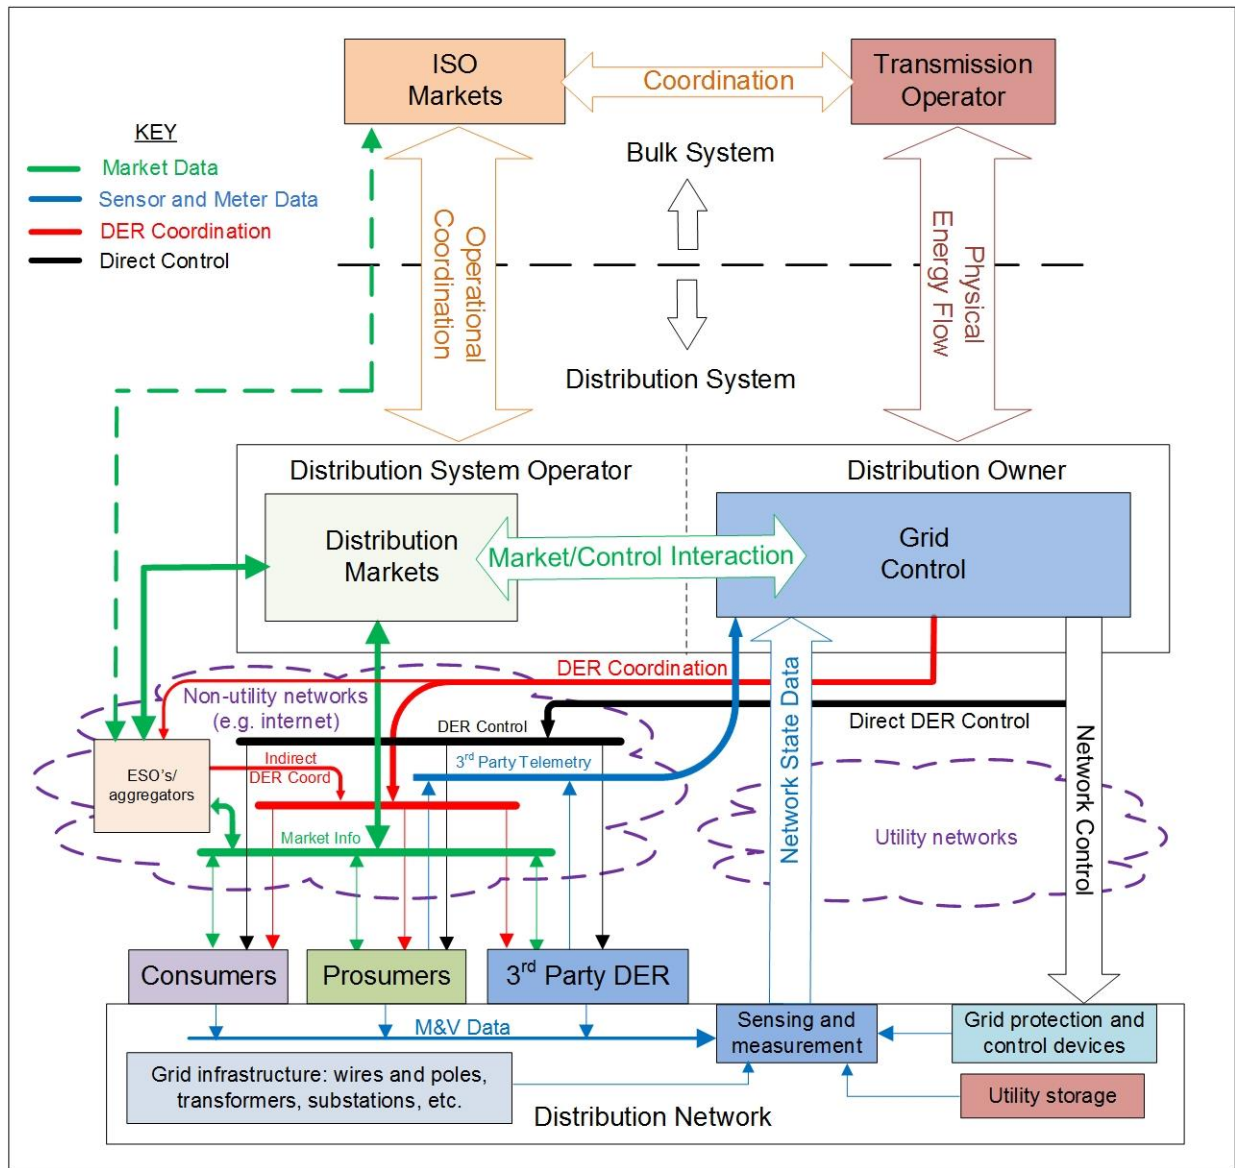 ISO
Markets
Coordination
Transmission
Operator
KEY
Market Data
Sensor and Meter Data
DER Coordination
Direct Control
Bulk System
Operational
Coordination
Physical
Energy Flow
Distribution System
Distribution System Operator
Distribution Owner
Distribution
Markets
Market/Control Interaction
Grid
Control
DER Coordination
Non-utility networks
(e.g. internet)
DER Control
Direct DER Control
Network State Data
Network Control
ESO's/
aggregators
Indirect
DER Coord
3rd Party Telemetry
Market Info
Utility networks
Consumers
Prosumers
3rd Party DER
M&V Data
Sensing and
measurement
Grid protection and
control devices
Grid infrastructure: wires and poles,
transformers, substations, etc.
Utility storage
Distribution Network